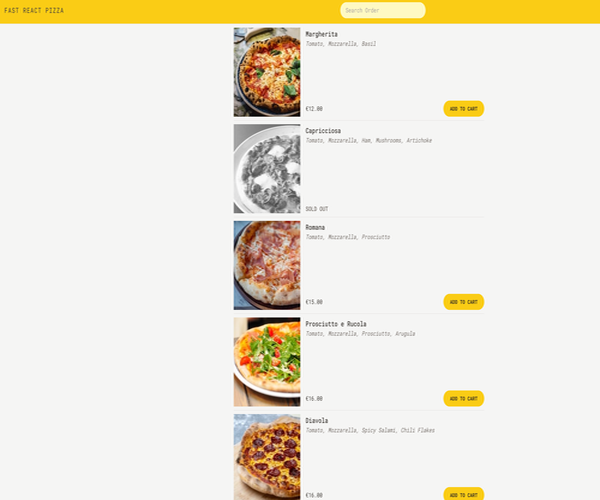 FAST REACT PIZZA
Search Order
Margherita
Tomato, Mozzarella, Basil
€12.00
ADD TO CART
Capricciosa
Tomato, Mozzarella, Ham, Mushrooms, Artichoke
SOLD OUT
Romana
Tomato, Mozzarella, Prosciutto
€15.00
ADD TO CART
Prosciutto e Rucola
Tomato, Mozzarella, Prosciutto, Arugula
€16.00
ADD TO CART
Diavola
Tomato, Mozzarella, Spicy Salami, Chili Flakes
€16.00
ADD TO CART